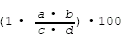 (1 • a • b / c • d) • 100